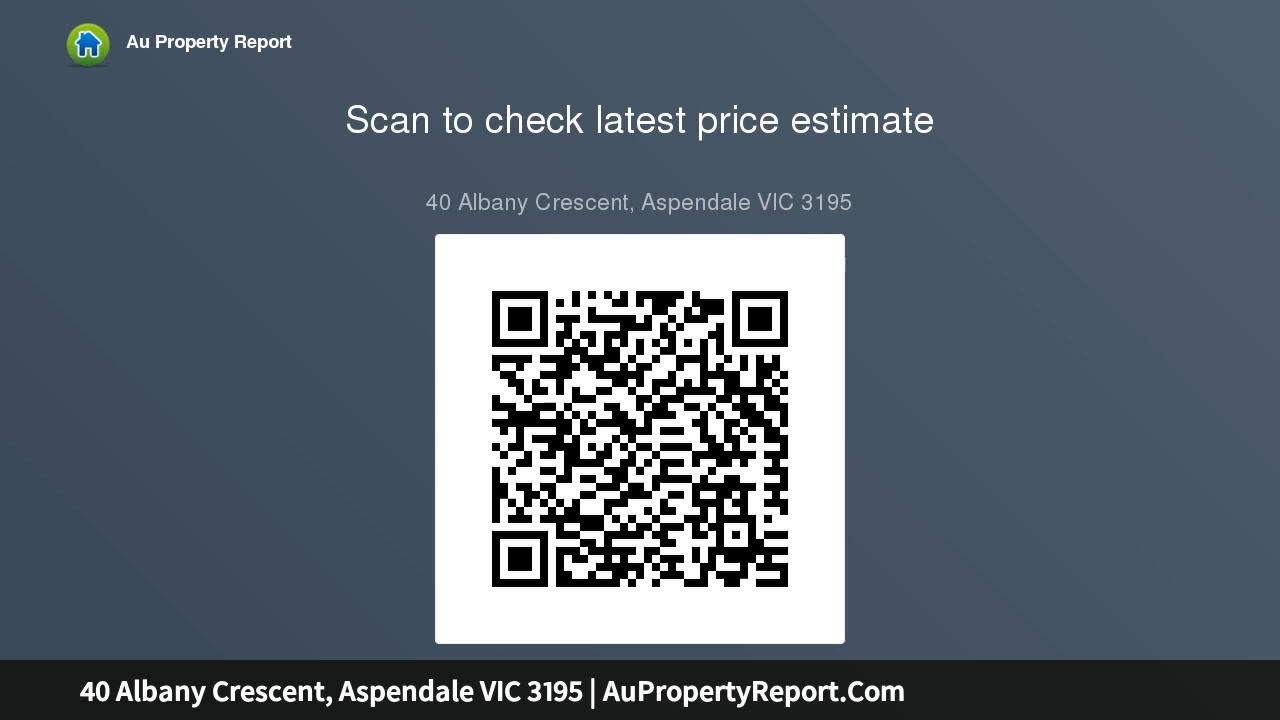 Au Property Report
Scan to check latest price estimate
40 Albany Crescent, Aspendale VIC 3195
40 Albany Crescent, Aspendale VIC 3195 | AuPropertyReport.Com